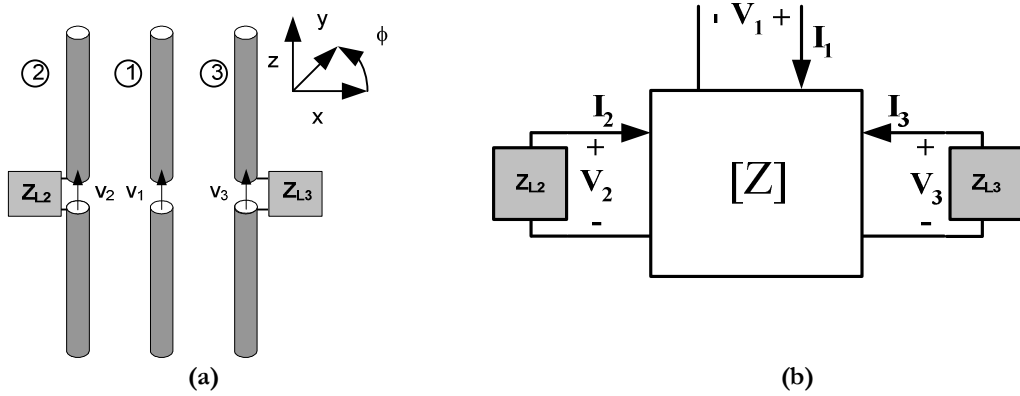 ② ① ③
z y ϕ
x
Z_L2 v₂ v₁ v₃ Z_L3
(a)
- V₁ +
I₁
I₂ I₃
+ +
Z_L2 V₂ [Z] V₃ Z_L3
- -
(b)